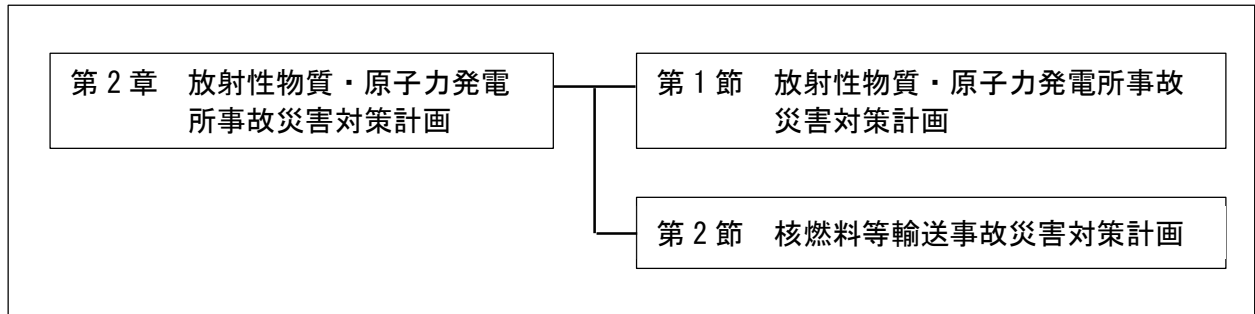 第２章　放射性物質・原子力発電
所事故災害対策計画
第１節　放射性物質・原子力発電所事故
災害対策計画
第２節　核燃料等輸送事故災害対策計画